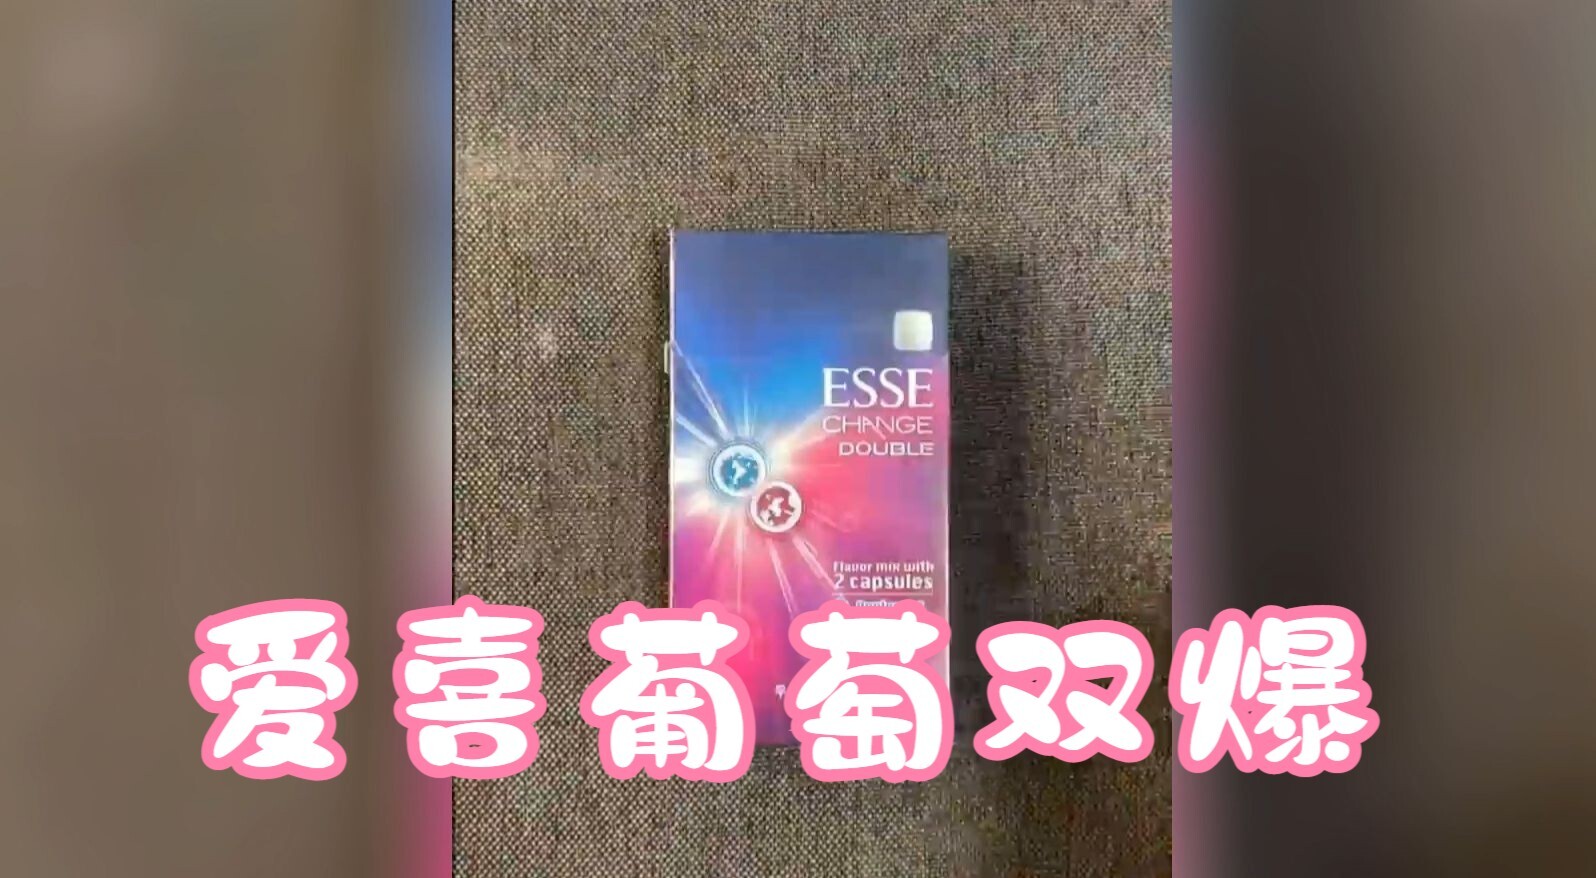 ESSE
CHANGE
DOUBLE
Flavor mix with
2 capsules
爱喜葡萄双爆